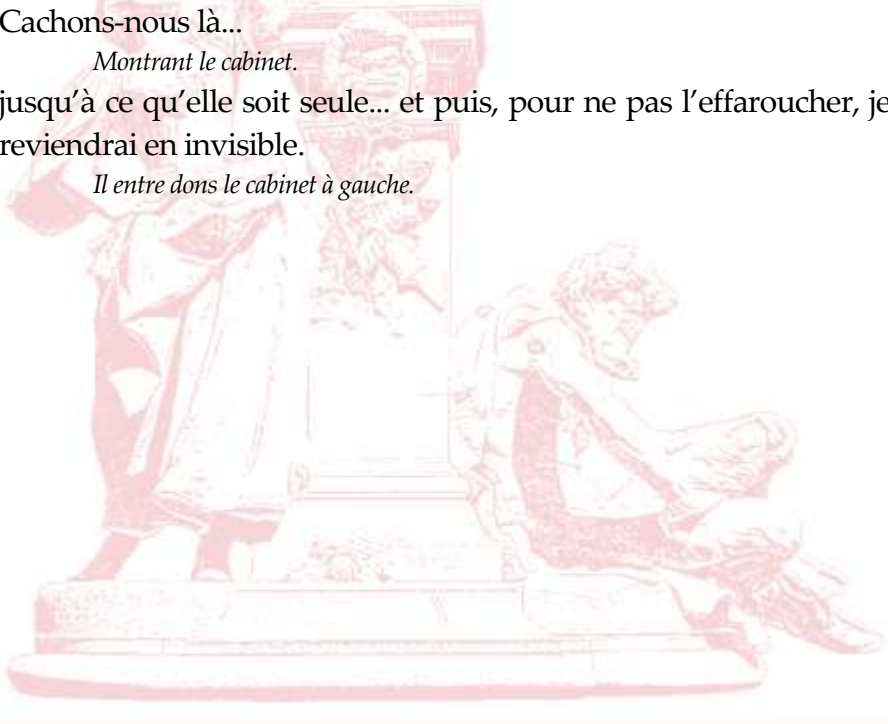 Cachons-nous là...
Montrant le cabinet.
jusqu’à ce qu’elle soit seule... et puis, pour ne pas l’effaroucher, je
reviendrai en invisible.
Il entre dons le cabinet à gauche.